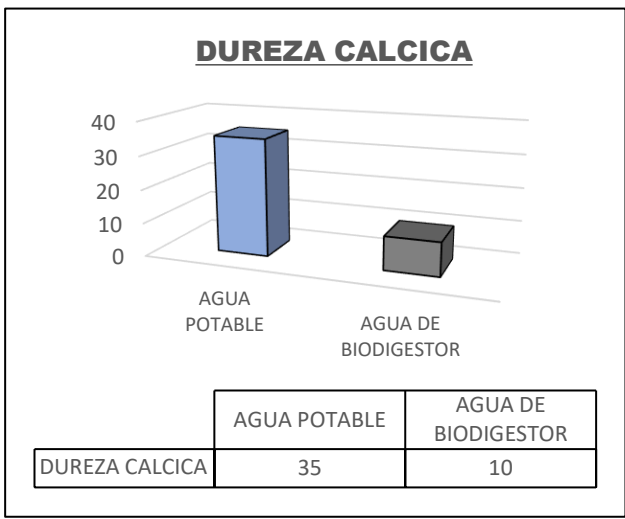 DUREZA CALCICA
40
30
20
10
0
AGUA
POTABLE
AGUA DE
BIODIGESTOR
AGUA POTABLE
AGUA DE
BIODIGESTOR
DUREZA CALCICA 35 10